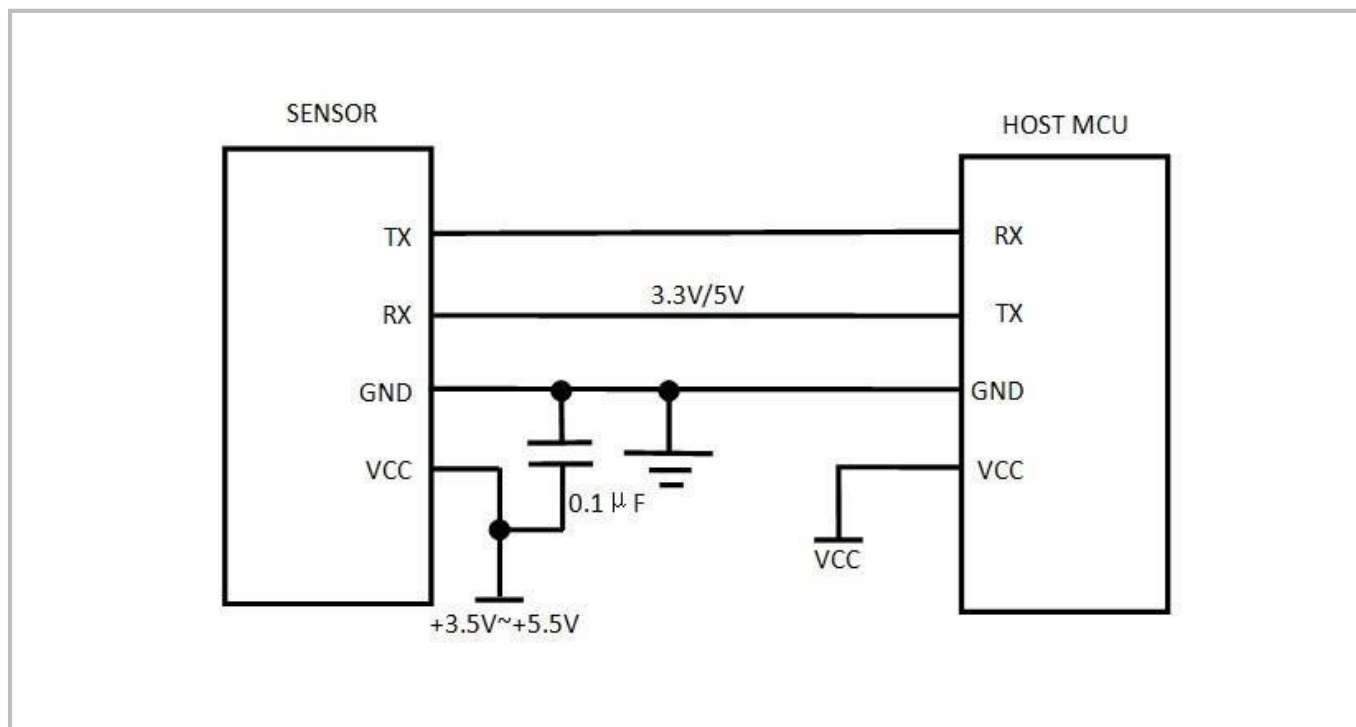 SENSOR
HOST MCU
TX
RX
3.3V/5V
RX
TX
GND
GND
VCC
VCC
0.1μF
VCC
+3.5V~+5.5V